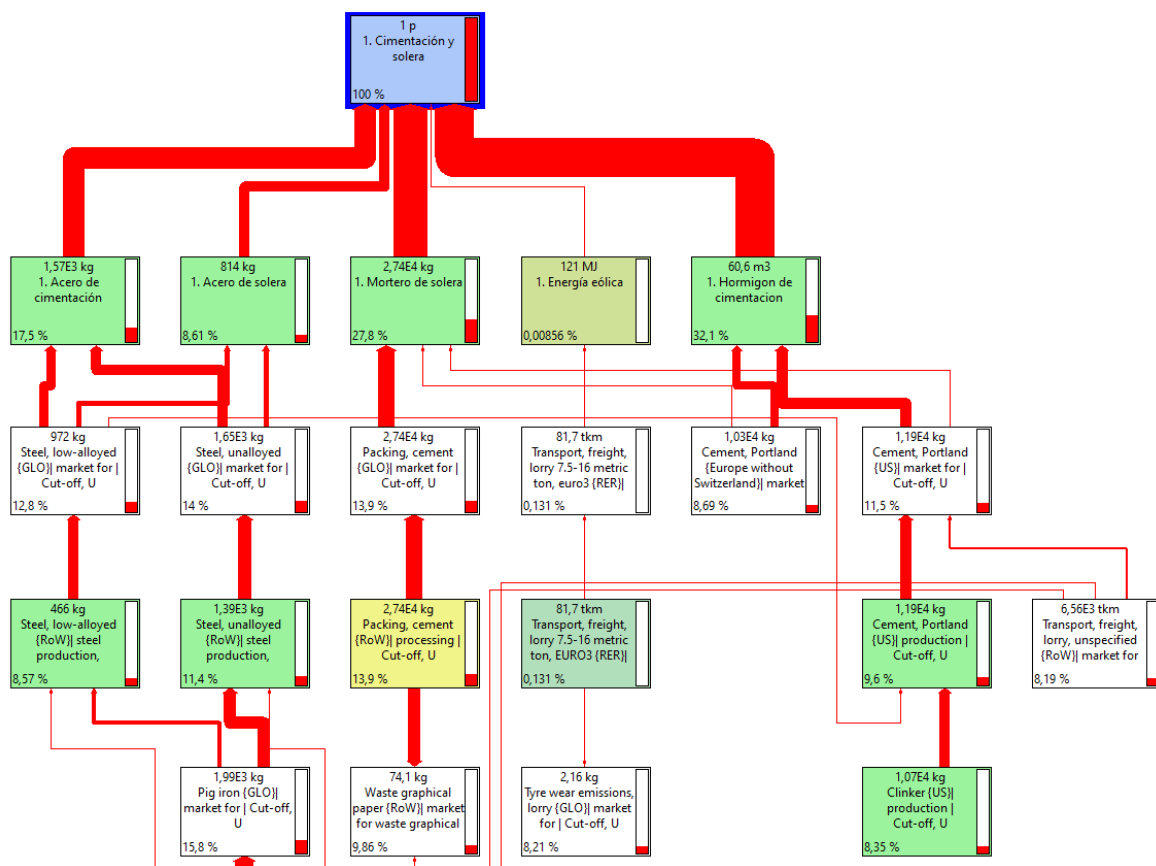 1 p
1. Cimentación y
solera
100 %
1,57E3 kg
1. Acero de
cimentación
17,5 %
814 kg
1. Acero de solera
8,61 %
2,74E4 kg
1. Mortero de solera
27,8 %
121 MJ
1. Energía eólica
0,00856 %
60,6 m3
1. Hormigon de
cimentacion
32,1 %
972 kg
Steel, low-alloyed
{GLO}| market for |
Cut-off, U
12,8 %
1,65E3 kg
Steel, unalloyed
{GLO}| market for |
Cut-off, U
14 %
2,74E4 kg
Packing, cement
{GLO}| market for |
Cut-off, U
13,9 %
81,7 tkm
Transport, freight,
lorry 7.5-16 metric
ton, euro3 {RER}|
0,131 %
1,03E4 kg
Cement, Portland
{Europe without
Switzerland}| market
8,69 %
1,19E4 kg
Cement, Portland
{US}| market for |
Cut-off, U
11,5 %
466 kg
Steel, low-alloyed
{RoW}| steel
production,
8,57 %
1,39E3 kg
Steel, unalloyed
{RoW}| steel
production,
11,4 %
2,74E4 kg
Packing, cement
{RoW}| processing |
Cut-off, U
13,9 %
81,7 tkm
Transport, freight,
lorry 7.5-16 metric
ton, EURO3 {RER}|
0,131 %
1,19E4 kg
Cement, Portland
{US}| production |
Cut-off, U
9,6 %
6,56E3 tkm
Transport, freight,
lorry, unspecified
{RoW}| market for
8,19 %
1,99E3 kg
Pig iron {GLO}|
market for | Cut-off,
U
15,8 %
74,1 kg
Waste graphical
paper {RoW}| market
for waste graphical
9,86 %
2,16 kg
Tyre wear emissions,
lorry {GLO}| market
for | Cut-off, U
8,21 %
1,07E4 kg
Clinker {US}|
production | Cut-off,
U
8,35 %